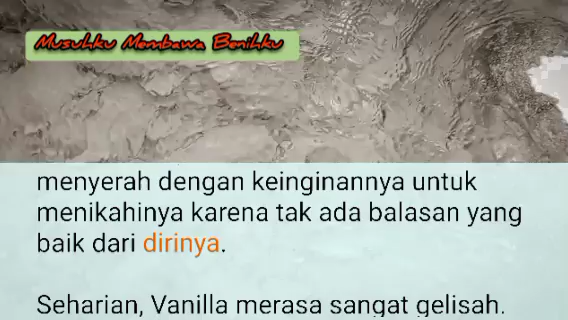 Musuhku Membawa Benihku
menyerah dengan keinginannya untuk
menikahinya karena tak ada balasan yang
baik dari dirinya.
Seharian, Vanilla merasa sangat gelisah.